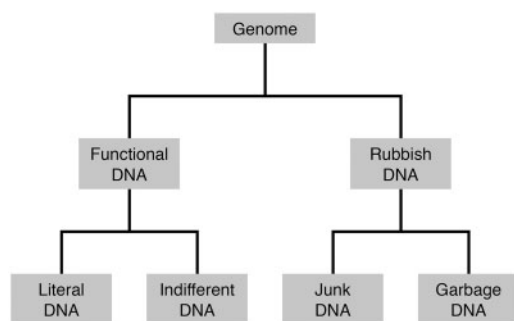 Genome
Functional
DNA
Rubbish
DNA
Literal
DNA
Indifferent
DNA
Junk
DNA
Garbage
DNA